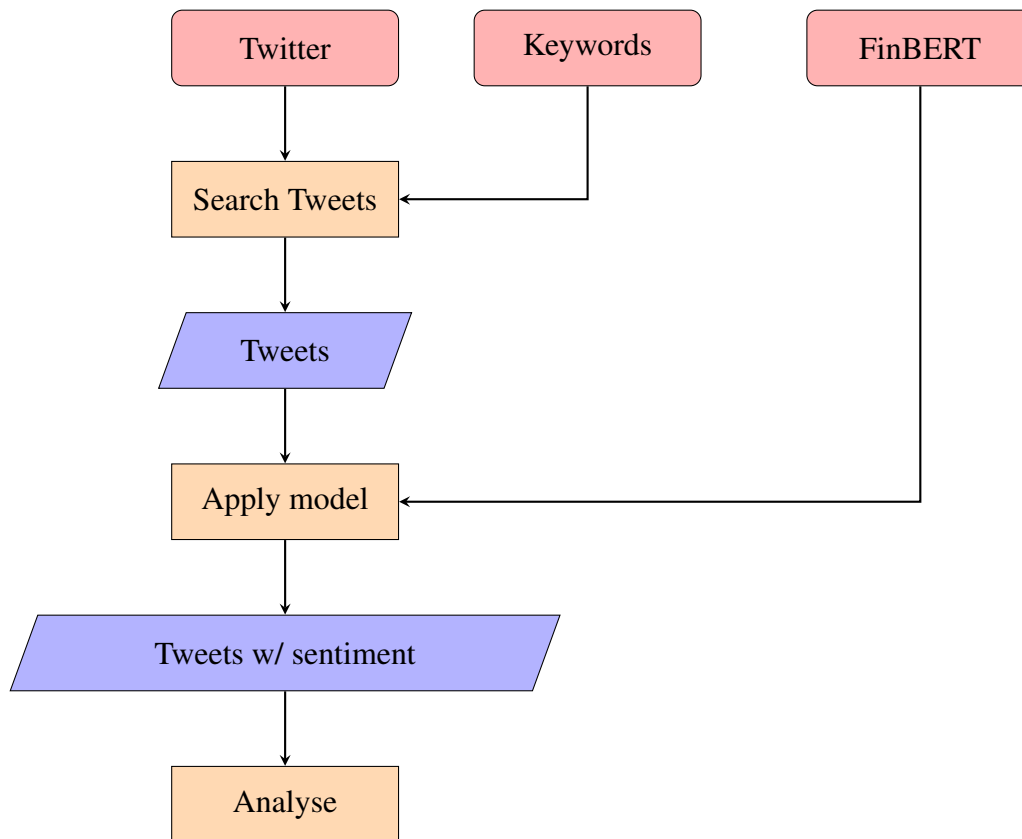 Twitter
Keywords
FinBERT
Search Tweets
Tweets
Apply model
Tweets w/ sentiment
Analyse